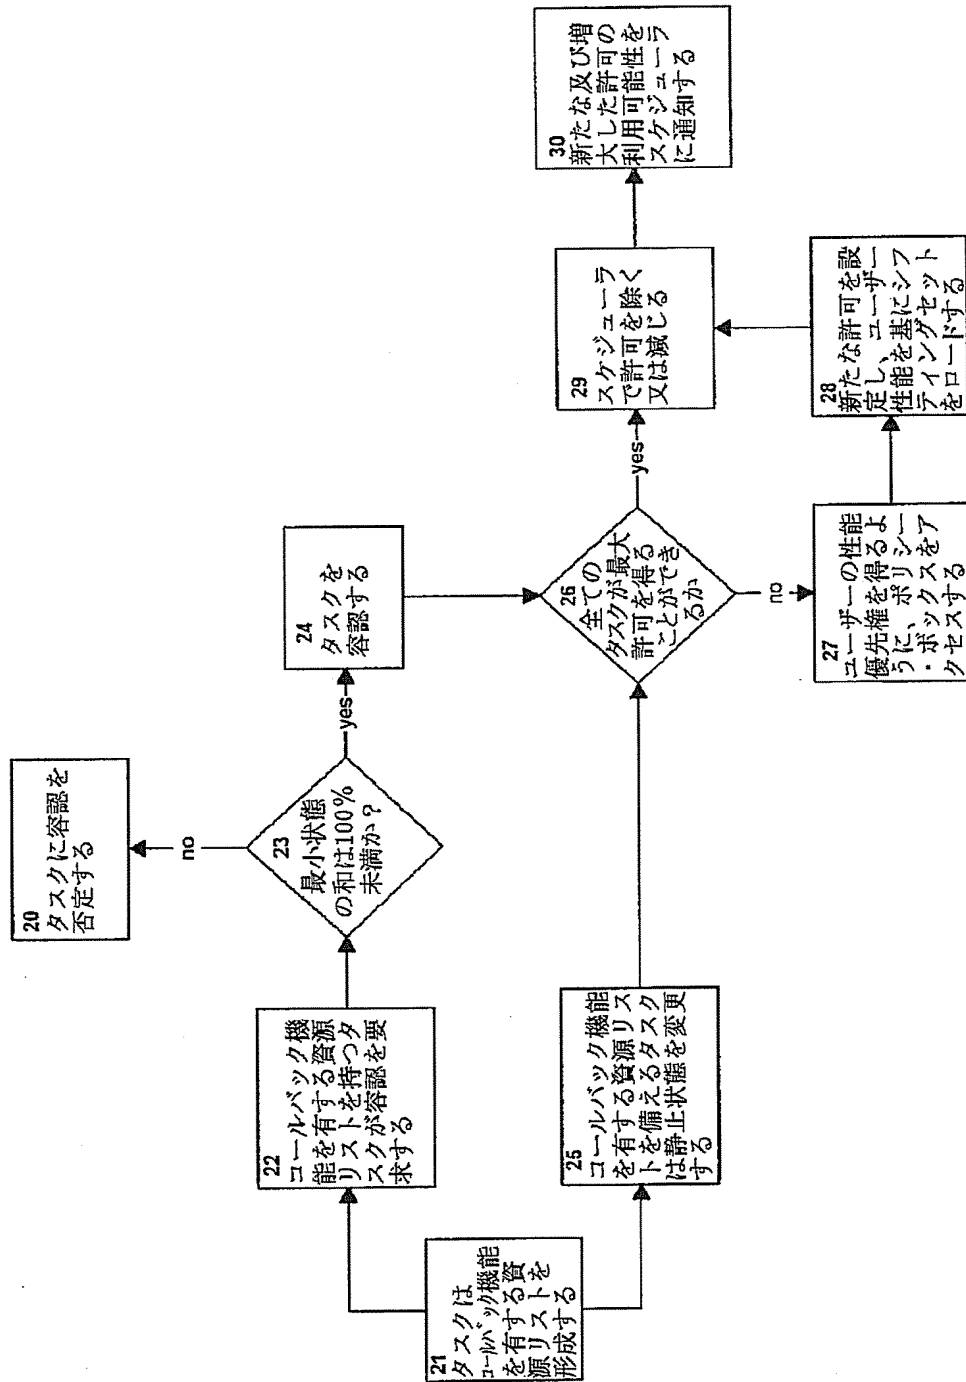 21
タスクは
コールバック機能
を有する資
源リストを
形成する
22
コールバック機
能を有する資源
リストを持つタ
スクが容認を要
求する
23
最小状態
の和は100%
未満か?
no
20
タスクに容認を
否定する
yes
24
タスクを
容認する
25
コールバック機能
を有する資源リス
トを備えるタスク
は静止状態を変更
する
26
全ての
タスクが最大
許可を得る
ことができ
るか
no
27
ユーザーの性能
優先権を得るよ
うに、ポリシー
・ボックスをア
クセスする
28
新たな許可を設
定し、ユーザー
性能を基にシフ
ティングセット
をロードする
yes
29
スケジューラ
で許可を除く
又は減じる
30
新たな及び増
大した許可の
利用可能性を
スケジューラ
に通知する